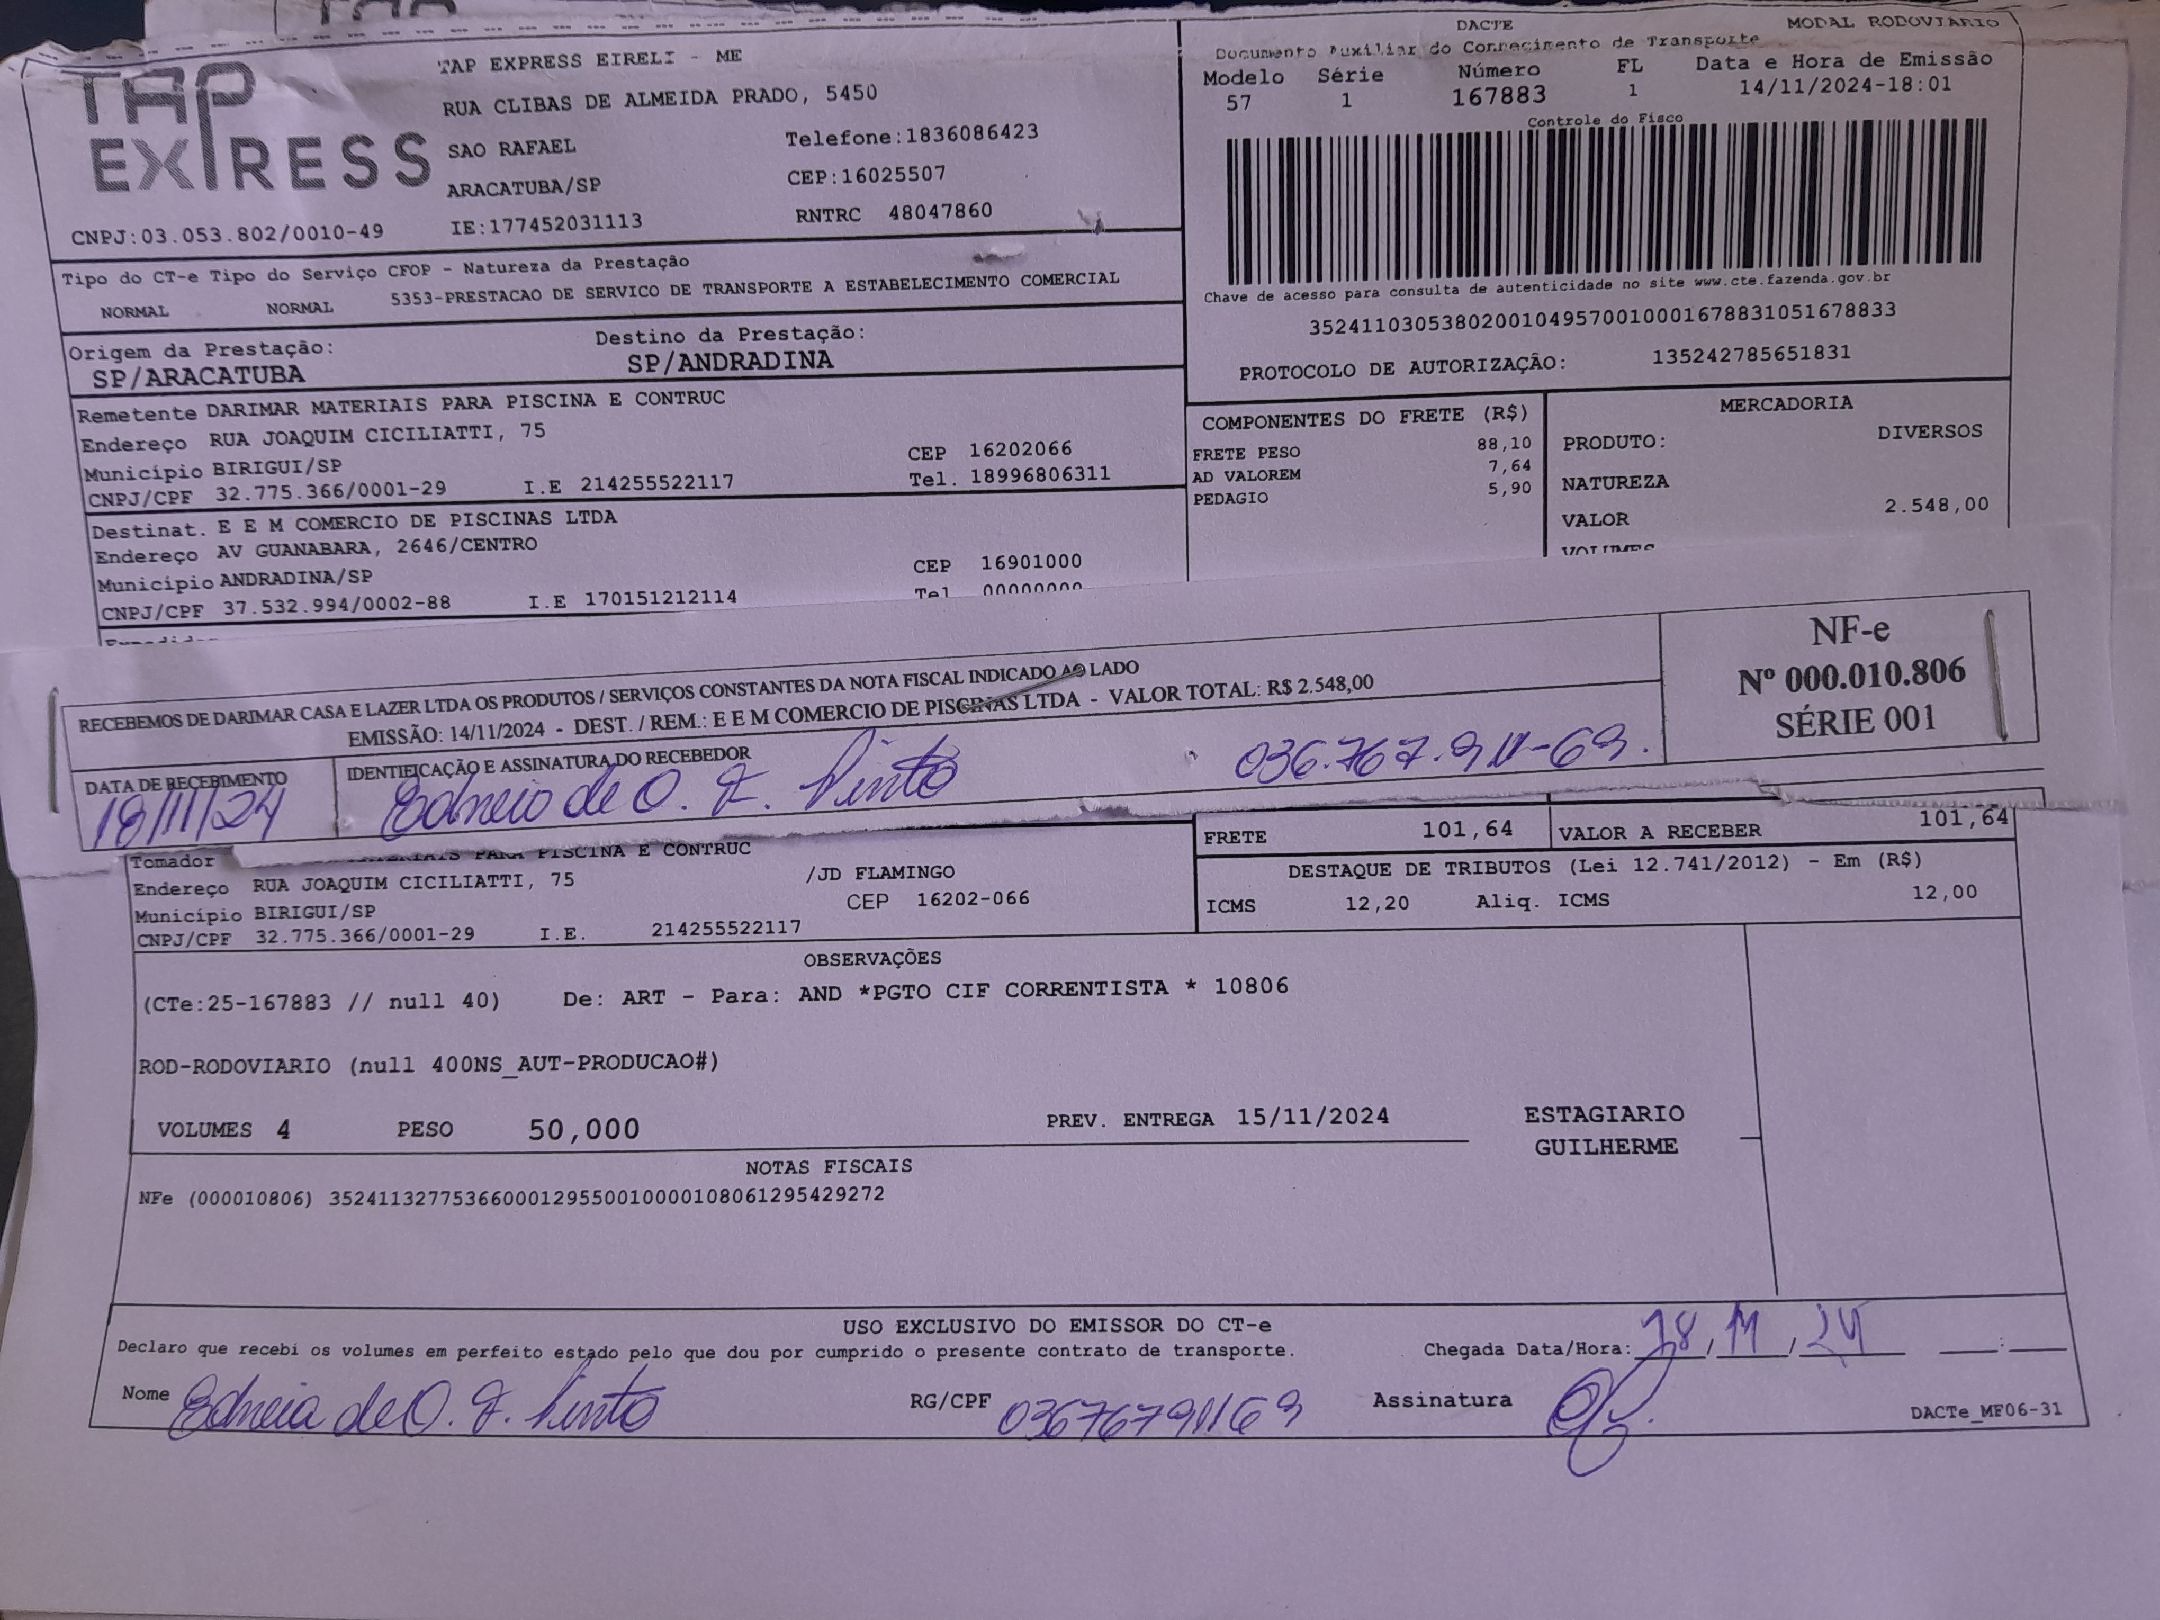 TAP EXPRESS
TAP EXPRESS EIRELI - ME
RUA CLIBAS DE ALMEIDA PRADO, 5450
SAO RAFAEL Telefone:1836086423
ARACATUBA/SP CEP:16025507
CNPJ:03.053.802/0010-49 IE:177452031113 RNTRC 48047860
DACTE MODAL RODOVIARIO
Documento Auxiliar do Conhecimento de Transporte
Modelo Série Número FL Data e Hora de Emissão
57 1 167883 1 14/11/2024-18:01
Controle do Fisco
Chave de acesso para consulta de autenticidade no site www.cte.fazenda.gov.br
35241103053802001049570010001678831051678833
PROTOCOLO DE AUTORIZAÇÃO: 135242785651831
Tipo do CT-e Tipo do Serviço CFOP - Natureza da Prestação
NORMAL NORMAL 5353-PRESTACAO DE SERVICO DE TRANSPORTE A ESTABELECIMENTO COMERCIAL
Origem da Prestação: Destino da Prestação:
SP/ARACATUBA SP/ANDRADINA
Remetente DARIMAR MATERIAIS PARA PISCINA E CONTRUC
Endereço RUA JOAQUIM CICILIATTI, 75
Município BIRIGUI/SP CEP 16202066
CNPJ/CPF 32.775.366/0001-29 I.E 214255522117 Tel. 18996806311
Destinat. E E M COMERCIO DE PISCINAS LTDA
Endereço AV GUANABARA, 2646/CENTRO
Município ANDRADINA/SP CEP 16901000
CNPJ/CPF 37.532.994/0002-88 I.E 170151212114 Tel 00000000
COMPONENTES DO FRETE (R$)
FRETE PESO 88,10
AD VALOREM 7,64
PEDAGIO 5,90
MERCADORIA
PRODUTO: DIVERSOS
NATUREZA
VALOR 2.548,00
VOLUMES
RECEBEMOS DE DARIMAR CASA E LAZER LTDA OS PRODUTOS / SERVIÇOS CONSTANTES DA NOTA FISCAL INDICADO AO LADO
EMISSÃO: 14/11/2024 - DEST. / REM.: E E M COMERCIO DE PISCINAS LTDA - VALOR TOTAL: R$ 2.548,00
DATA DE RECEBIMENTO IDENTIFICAÇÃO E ASSINATURA DO RECEBEDOR
18/11/24 Edneia de O. F. Pinto 036.767.911-69.
NF-e
Nº 000.010.806
SÉRIE 001
FRETE 101,64 VALOR A RECEBER 101,64
Tomador PARA PISCINA E CONTRUC
Endereço RUA JOAQUIM CICILIATTI, 75 /JD FLAMINGO
Município BIRIGUI/SP CEP 16202-066
CNPJ/CPF 32.775.366/0001-29 I.E. 214255522117
DESTAQUE DE TRIBUTOS (Lei 12.741/2012) - Em (R$)
ICMS 12,20 Aliq. ICMS 12,00
OBSERVAÇÕES
(CTe:25-167883 // null 40) De: ART - Para: AND *PGTO CIF CORRENTISTA * 10806
ROD-RODOVIARIO (null 400NS_AUT-PRODUCAO#)
VOLUMES 4 PESO 50,000 PREV. ENTREGA 15/11/2024 ESTAGIARIO
GUILHERME
NOTAS FISCAIS
NFe (000010806) 35241132775366000129550010000108061295429272
USO EXCLUSIVO DO EMISSOR DO CT-e
Declaro que recebi os volumes em perfeito estado pelo que dou por cumprido o presente contrato de transporte. Chegada Data/Hora: 18/11/24 :
Nome Edneia de O. F. Pinto RG/CPF 03676791169 Assinatura
DACTe_MF06-31